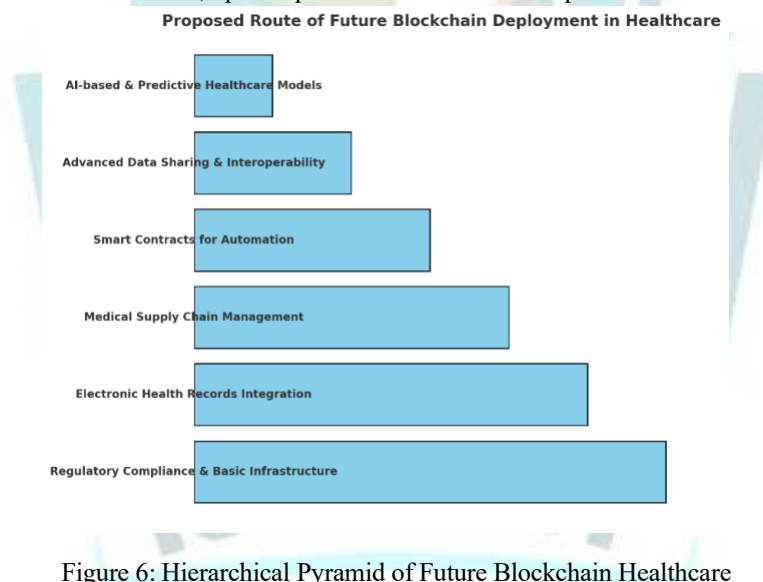 Proposed Route of Future Blockchain Deployment in Healthcare
AI-based & Predictive Healthcare Models
Advanced Data Sharing & Interoperability
Smart Contracts for Automation
Medical Supply Chain Management
Electronic Health Records Integration
Regulatory Compliance & Basic Infrastructure
Figure 6: Hierarchical Pyramid of Future Blockchain Healthcare